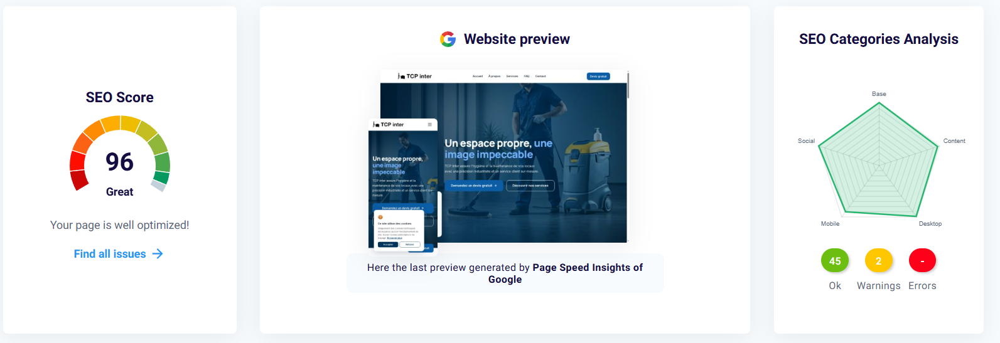 SEO Score
96
Great
Your page is well optimized!
Find all issues
Website preview
TCP inter
Accueil
À propos
Services
FAQ
Contact
Devis gratuit
Un espace propre, une
image impeccable
TCP inter assure l'hygiène et la maintenance de vos locaux
avec une précision industrielle et un service client sur-mesure.
Demandez un devis gratuit
Découvrir nos services
TCP inter
Un espace propre,
une image
impeccable
TCP inter assure l'hygiène et la
maintenance de vos locaux avec une
précision industrielle et un service client sur-
mesure.
Demandez un devis gratuit
Ce site utilise des cookies
En savoir plus
Accepter
Refuser
Here the last preview generated by Page Speed Insights of
Google
SEO Categories Analysis
Base
Social
Content
Mobile
Desktop
45
2
-
Ok
Warnings
Errors